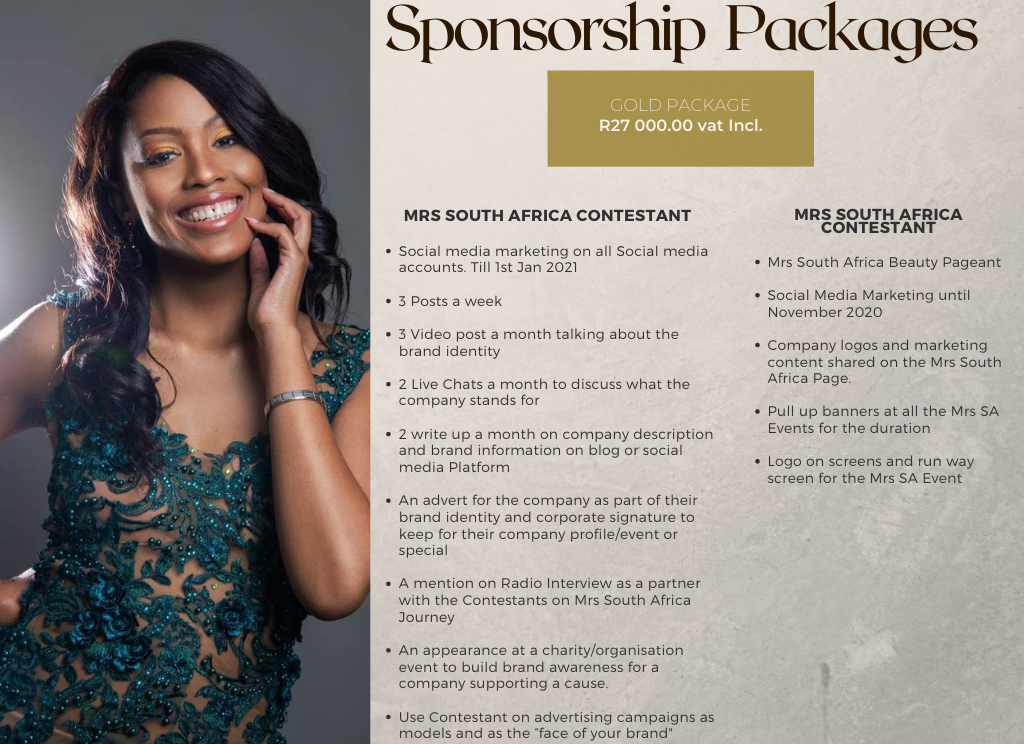 Sponsorship Packages
GOLD PACKAGE
R27 000.00 vat Incl.
MRS SOUTH AFRICA CONTESTANT
• Social media marketing on all Social media
accounts. Till 1st Jan 2021
• 3 Posts a week
• 3 Video post a month talking about the
brand identity
• 2 Live Chats a month to discuss what the
company stands for
• 2 write up a month on company description
and brand information on blog or social
media Platform
• An advert for the company as part of their
brand identity and corporate signature to
keep for their company profile/event or
special
• A mention on Radio Interview as a partner
with the Contestants on Mrs South Africa
Journey
• An appearance at a charity/organisation
event to build brand awareness for a
company supporting a cause.
• Use Contestant on advertising campaigns as
models and as the "face of your brand"
MRS SOUTH AFRICA
CONTESTANT
• Mrs South Africa Beauty Pageant
• Social Media Marketing until
November 2020
• Company logos and marketing
content shared on the Mrs South
Africa Page.
• Pull up banners at all the Mrs SA
Events for the duration
• Logo on screens and run way
screen for the Mrs SA Event